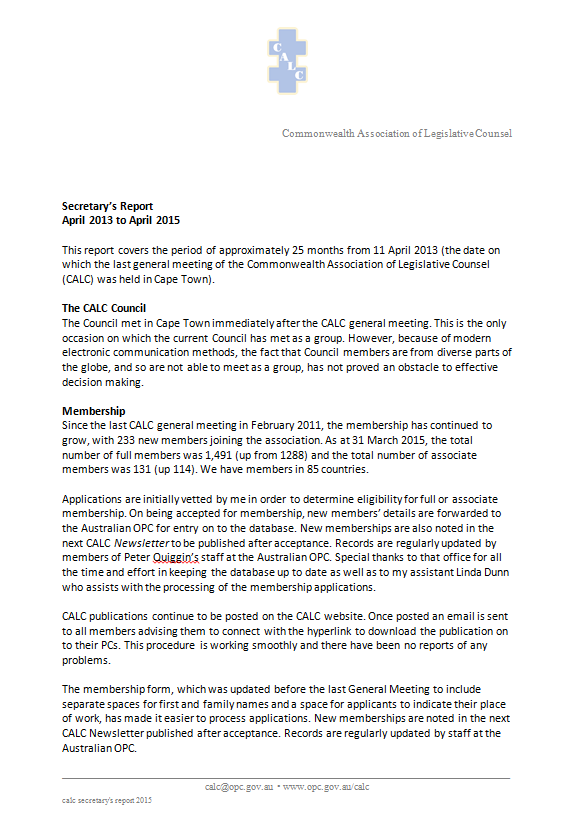 C
A
L
C
Commonwealth Association of Legislative Counsel
Secretary's Report
April 2013 to April 2015
This report covers the period of approximately 25 months from 11 April 2013 (the date on
which the last general meeting of the Commonwealth Association of Legislative Counsel
(CALC) was held in Cape Town).
The CALC Council
The Council met in Cape Town immediately after the CALC general meeting. This is the only
occasion on which the current Council has met as a group. However, because of modern
electronic communication methods, the fact that Council members are from diverse parts of
the globe, and so are not able to meet as a group, has not proved an obstacle to effective
decision making.
Membership
Since the last CALC general meeting in February 2011, the membership has continued to
grow, with 233 new members joining the association. As at 31 March 2015, the total
number of full members was 1,491 (up from 1288) and the total number of associate
members was 131 (up 114). We have members in 85 countries.
Applications are initially vetted by me in order to determine eligibility for full or associate
membership. On being accepted for membership, new members' details are forwarded to
the Australian OPC for entry on to the database. New memberships are also noted in the
next CALC Newsletter to be published after acceptance. Records are regularly updated by
members of Peter Quiggin's staff at the Australian OPC. Special thanks to that office for all
the time and effort in keeping the database up to date as well as to my assistant Linda Dunn
who assists with the processing of the membership applications.
CALC publications continue to be posted on the CALC website. Once posted an email is sent
to all members advising them to connect with the hyperlink to download the publication on
to their PCs. This procedure is working smoothly and there have been no reports of any
problems.
The membership form, which was updated before the last General Meeting to include
separate spaces for first and family names and a space for applicants to indicate their place
of work, has made it easier to process applications. New memberships are noted in the next
CALC Newsletter published after acceptance. Records are regularly updated by staff at the
Australian OPC.
calc@opc.gov.au • www.opc.gov.au/calc
calc secretary's report 2015